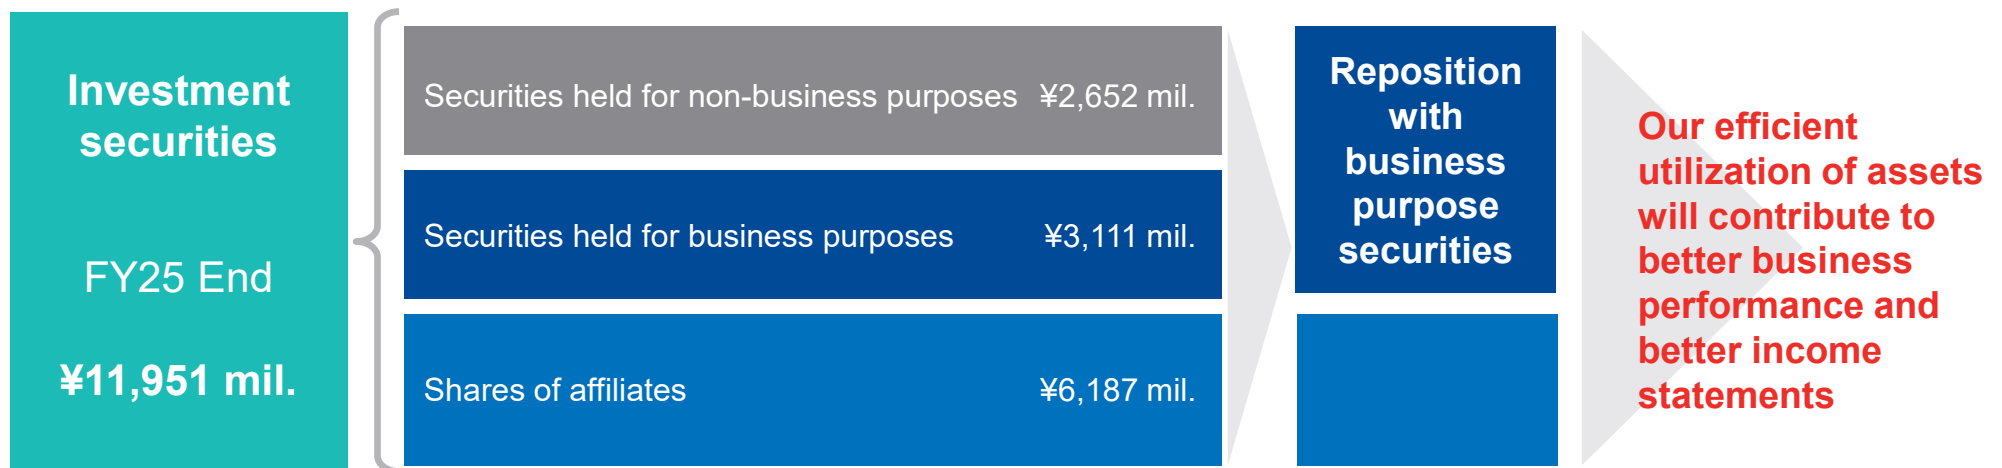 Investment
securities
FY25 End
¥11,951 mil.
Securities held for non-business purposes ¥2,652 mil.
Securities held for business purposes ¥3,111 mil.
Shares of affiliates ¥6,187 mil.
Reposition
with
business
purpose
securities
Our efficient
utilization of assets
will contribute to
better business
performance and
better income
statements